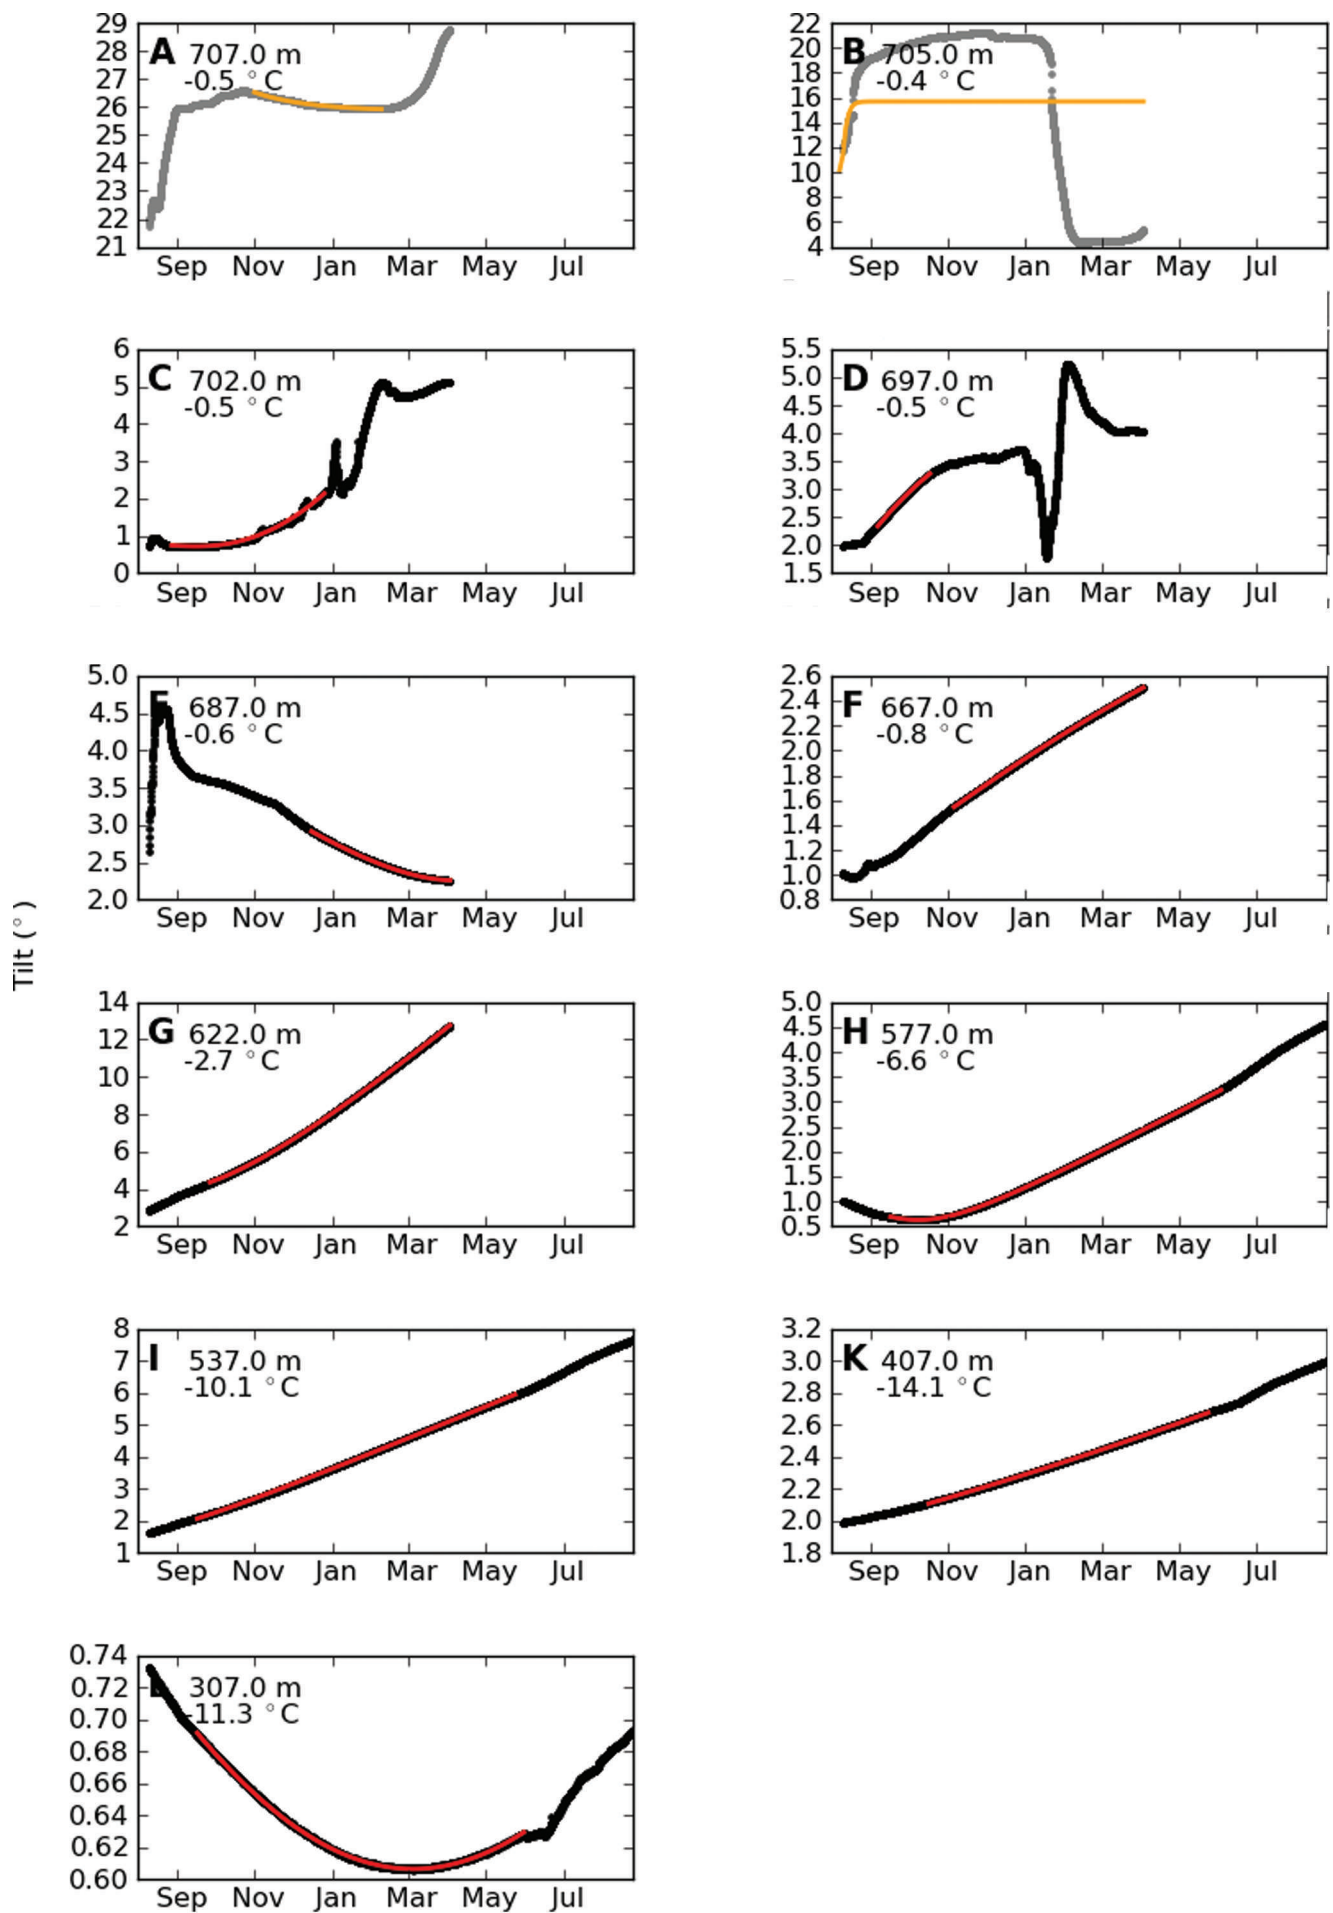 29
28
27
26
25
24
23
22
21
A 707.0 m
-0.5 °C
Sep Nov Jan Mar May Jul
22
20
18
16
14
12
10
8
6
4
B 705.0 m
-0.4 °C
Sep Nov Jan Mar May Jul
6
5
4
3
2
1
0
C 702.0 m
-0.5 °C
Sep Nov Jan Mar May Jul
5.5
5.0
4.5
4.0
3.5
3.0
2.5
2.0
1.5
D 697.0 m
-0.5 °C
Sep Nov Jan Mar May Jul
5.0
4.5
4.0
3.5
3.0
2.5
2.0
687.0 m
-0.6 °C
Sep Nov Jan Mar May Jul
2.6
2.4
2.2
2.0
1.8
1.6
1.4
1.2
1.0
0.8
F 667.0 m
-0.8 °C
Sep Nov Jan Mar May Jul
Tilt (°)
14
12
10
8
6
4
2
G 622.0 m
-2.7 °C
Sep Nov Jan Mar May Jul
5.0
4.5
4.0
3.5
3.0
2.5
2.0
1.5
1.0
0.5
H 577.0 m
-6.6 °C
Sep Nov Jan Mar May Jul
8
7
6
5
4
3
2
1
I 537.0 m
-10.1 °C
Sep Nov Jan Mar May Jul
3.2
3.0
2.8
2.6
2.4
2.2
2.0
1.8
K 407.0 m
-14.1 °C
Sep Nov Jan Mar May Jul
0.74
0.72
0.70
0.68
0.66
0.64
0.62
0.60
307.0 m
-11.3 °C
Sep Nov Jan Mar May Jul